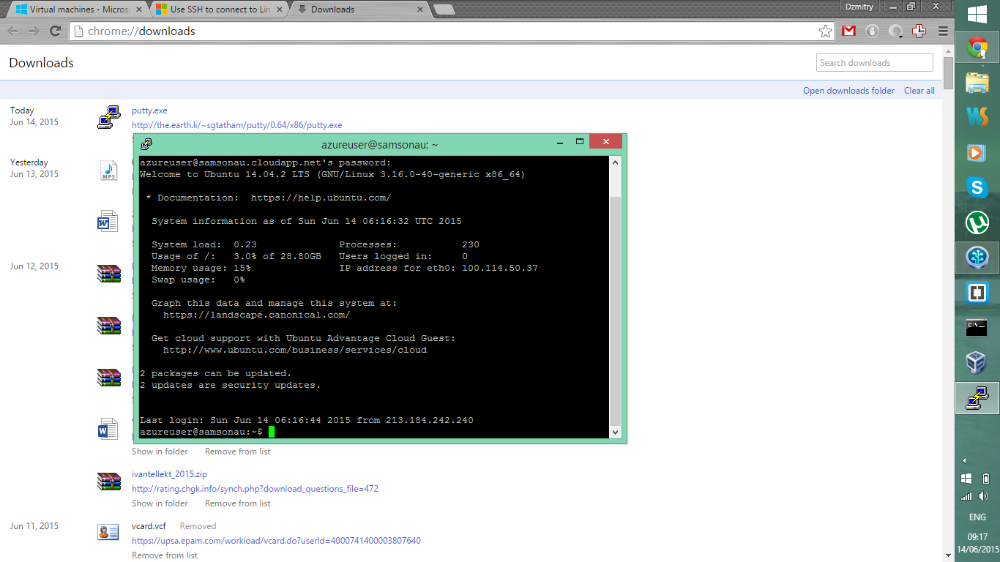 Virtual machines - Micros
Use SSH to connect to Lin
Downloads
Dzmitry
chrome://downloads
Downloads
Search downloads
Open downloads folder Clear all
Today
Jun 14, 2015
putty.exe
http://the.earth.li/~sgtatham/putty/0.64/x86/putty.exe
Yesterday
Jun 13, 2015
MP3
Jun 12, 2015
azureuser@samsonau: ~
azureuser@samsonau.cloudapp.net's password:
Welcome to Ubuntu 14.04.2 LTS (GNU/Linux 3.16.0-40-generic x86_64)
* Documentation: https://help.ubuntu.com/
System information as of Sun Jun 14 06:16:32 UTC 2015
System load: 0.23 Processes: 230
Usage of /: 3.0% of 28.80GB Users logged in: 0
Memory usage: 15% IP address for eth0: 100.114.50.37
Swap usage: 0%
Graph this data and manage this system at:
https://landscape.canonical.com/
Get cloud support with Ubuntu Advantage Cloud Guest:
http://www.ubuntu.com/business/services/cloud
2 packages can be updated.
2 updates are security updates.
Last login: Sun Jun 14 06:16:44 2015 from 213.184.242.240
azureuser@samsonau:~$
Show in folder Remove from list
ivantellekt_2015.zip
http://rating.chgk.info/synch.php?download_questions_file=472
Show in folder Remove from list
Jun 11, 2015
vcard.vcf Removed
https://upsa.epam.com/workload/vcard.do?userId=4000741400003807640
Remove from list
ENG
09:17
14/06/2015